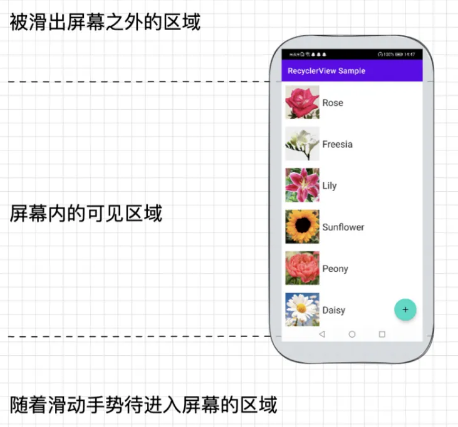 被滑出屏幕之外的区域
RecyclerView Sample
Rose
Freesia
Lily
屏幕内的可见区域
Sunflower
Peony
Daisy
+
随着滑动手势待进入屏幕的区域